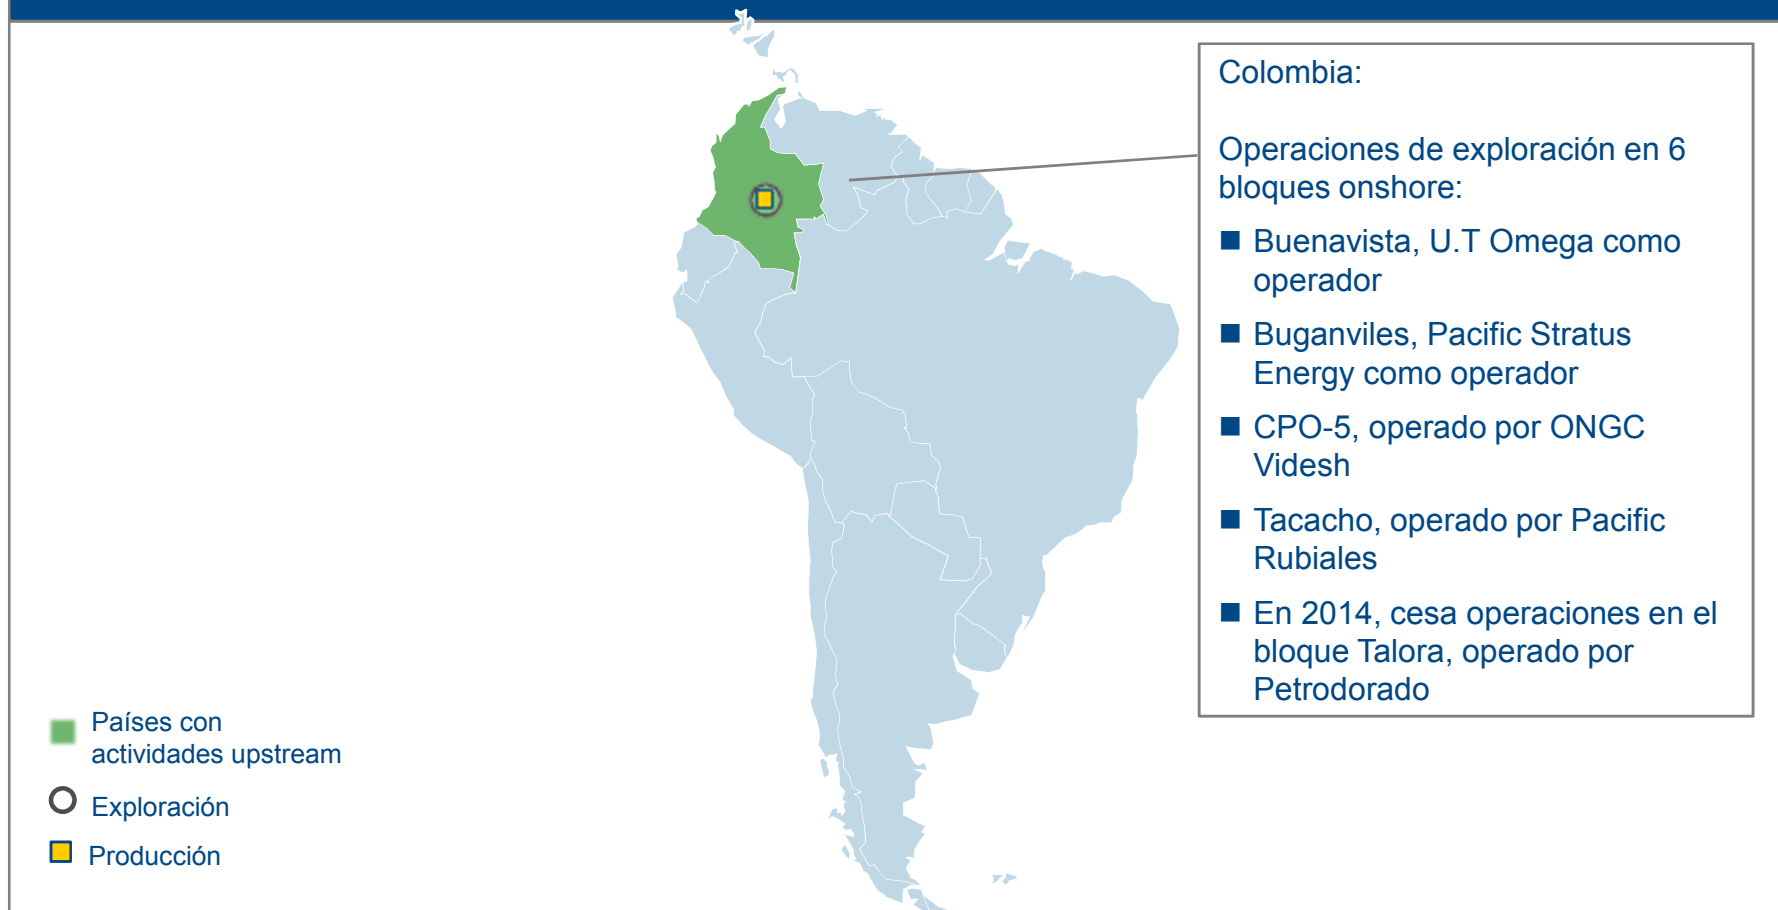 Colombia:
Operaciones de exploración en 6
bloques onshore:
Buenavista, U.T Omega como
operador
Buganviles, Pacific Stratus
Energy como operador
CPO-5, operado por ONGC
Videsh
Tacacho, operado por Pacific
Rubiales
En 2014, cesa operaciones en el
bloque Talora, operado por
Petrodorado
Países con
actividades upstream
Exploración
Producción